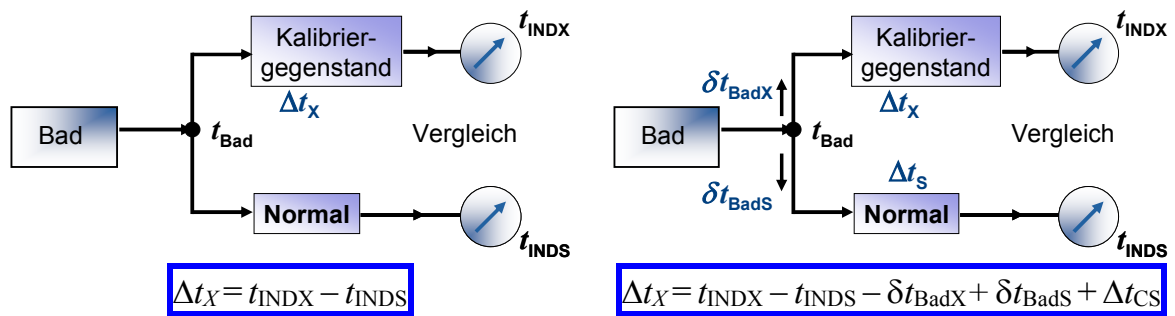 t_INDX
Kalibrier-
gegenstand
Δt_X
Bad
t_Bad
Vergleich
Normal
t_INDS
Δt_X = t_INDX – t_INDS
t_INDX
Kalibrier-
gegenstand
δt_BadX
Δt_X
Bad
t_Bad
Vergleich
Δt_S
δt_BadS
Normal
t_INDS
Δt_X = t_INDX – t_INDS – δt_BadX + δt_BadS + Δt_CS